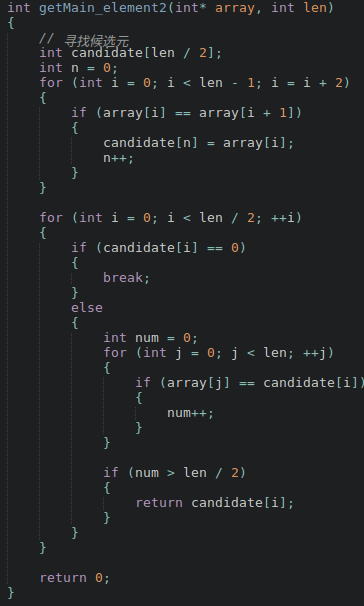 int getMain_element2(int* array, int len)
{
    // 寻找候选元
    int candidate[len / 2];
    int n = 0;
    for (int i = 0; i < len - 1; i = i + 2)
    {
        if (array[i] == array[i + 1])
        {
            candidate[n] = array[i];
            n++;
        }
    }

    for (int i = 0; i < len / 2; ++i)
    {
        if (candidate[i] == 0)
        {
            break;
        }
        else
        {
            int num = 0;
            for (int j = 0; j < len; ++j)
            {
                if (array[j] == candidate[i])
                {
                    num++;
                }
            }

            if (num > len / 2)
            {
                return candidate[i];
            }
        }
    }

    return 0;
}